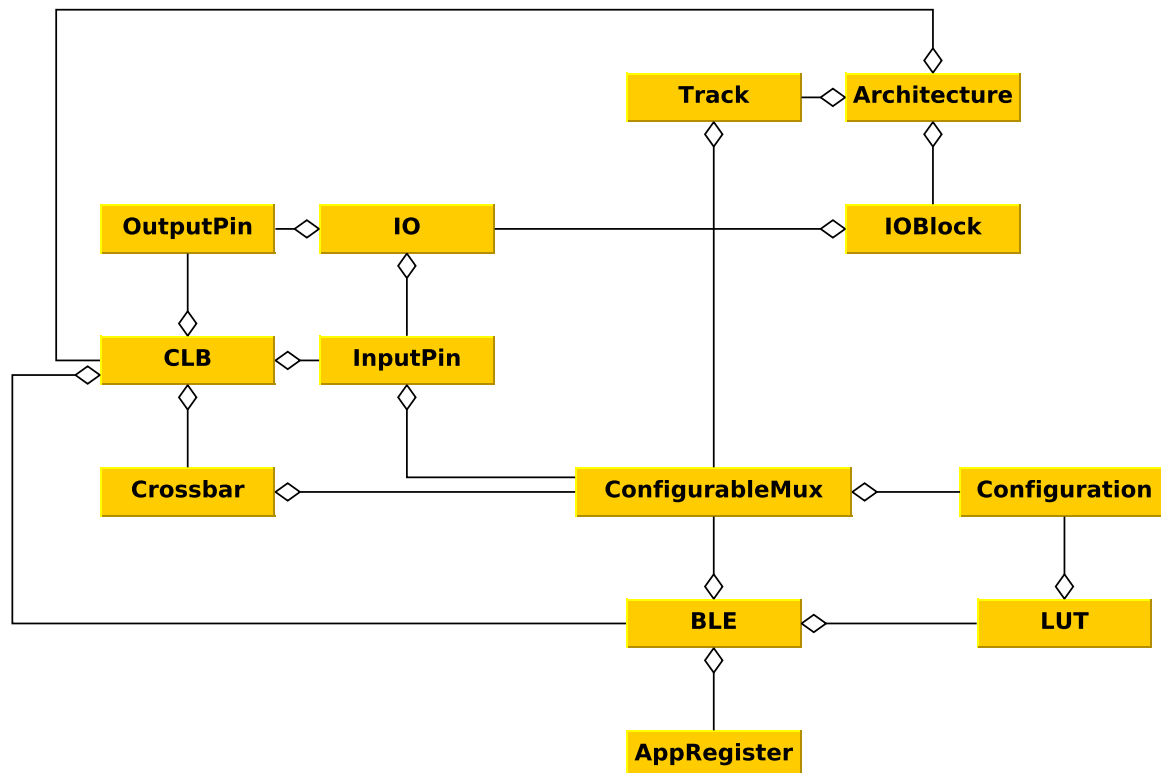 Track
Architecture
OutputPin
IO
IOBlock
CLB
InputPin
Crossbar
ConfigurableMux
Configuration
BLE
LUT
AppRegister